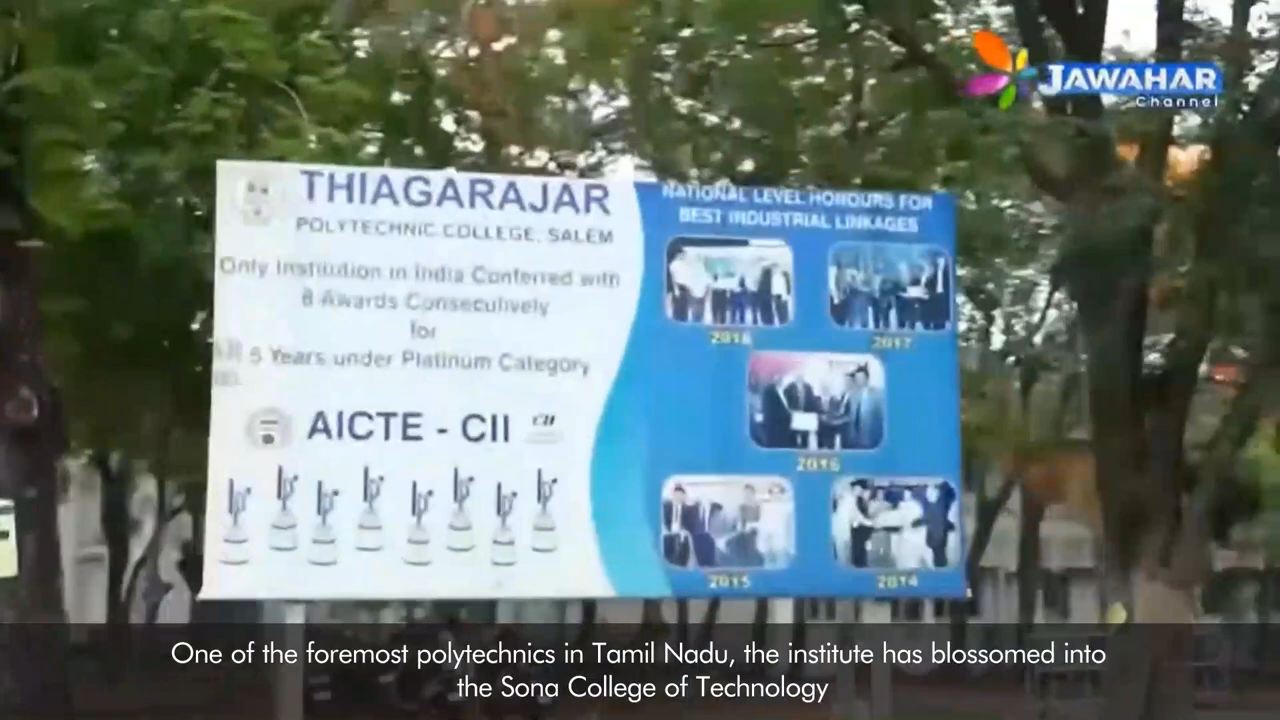 JAWAHAR
Channel
THIAGARAJAR
POLYTECHNIC COLLEGE, SALEM
Only Institution in India Conferred with
8 Awards Consecutively
for
5 Years under Platinum Category
AICTE - CII
CII
NATIONAL LEVEL HONOURS FOR
BEST INDUSTRIAL LINKAGES
2017
2016
2015
2014
One of the foremost polytechnics in Tamil Nadu, the institute has blossomed into
the Sona College of Technology